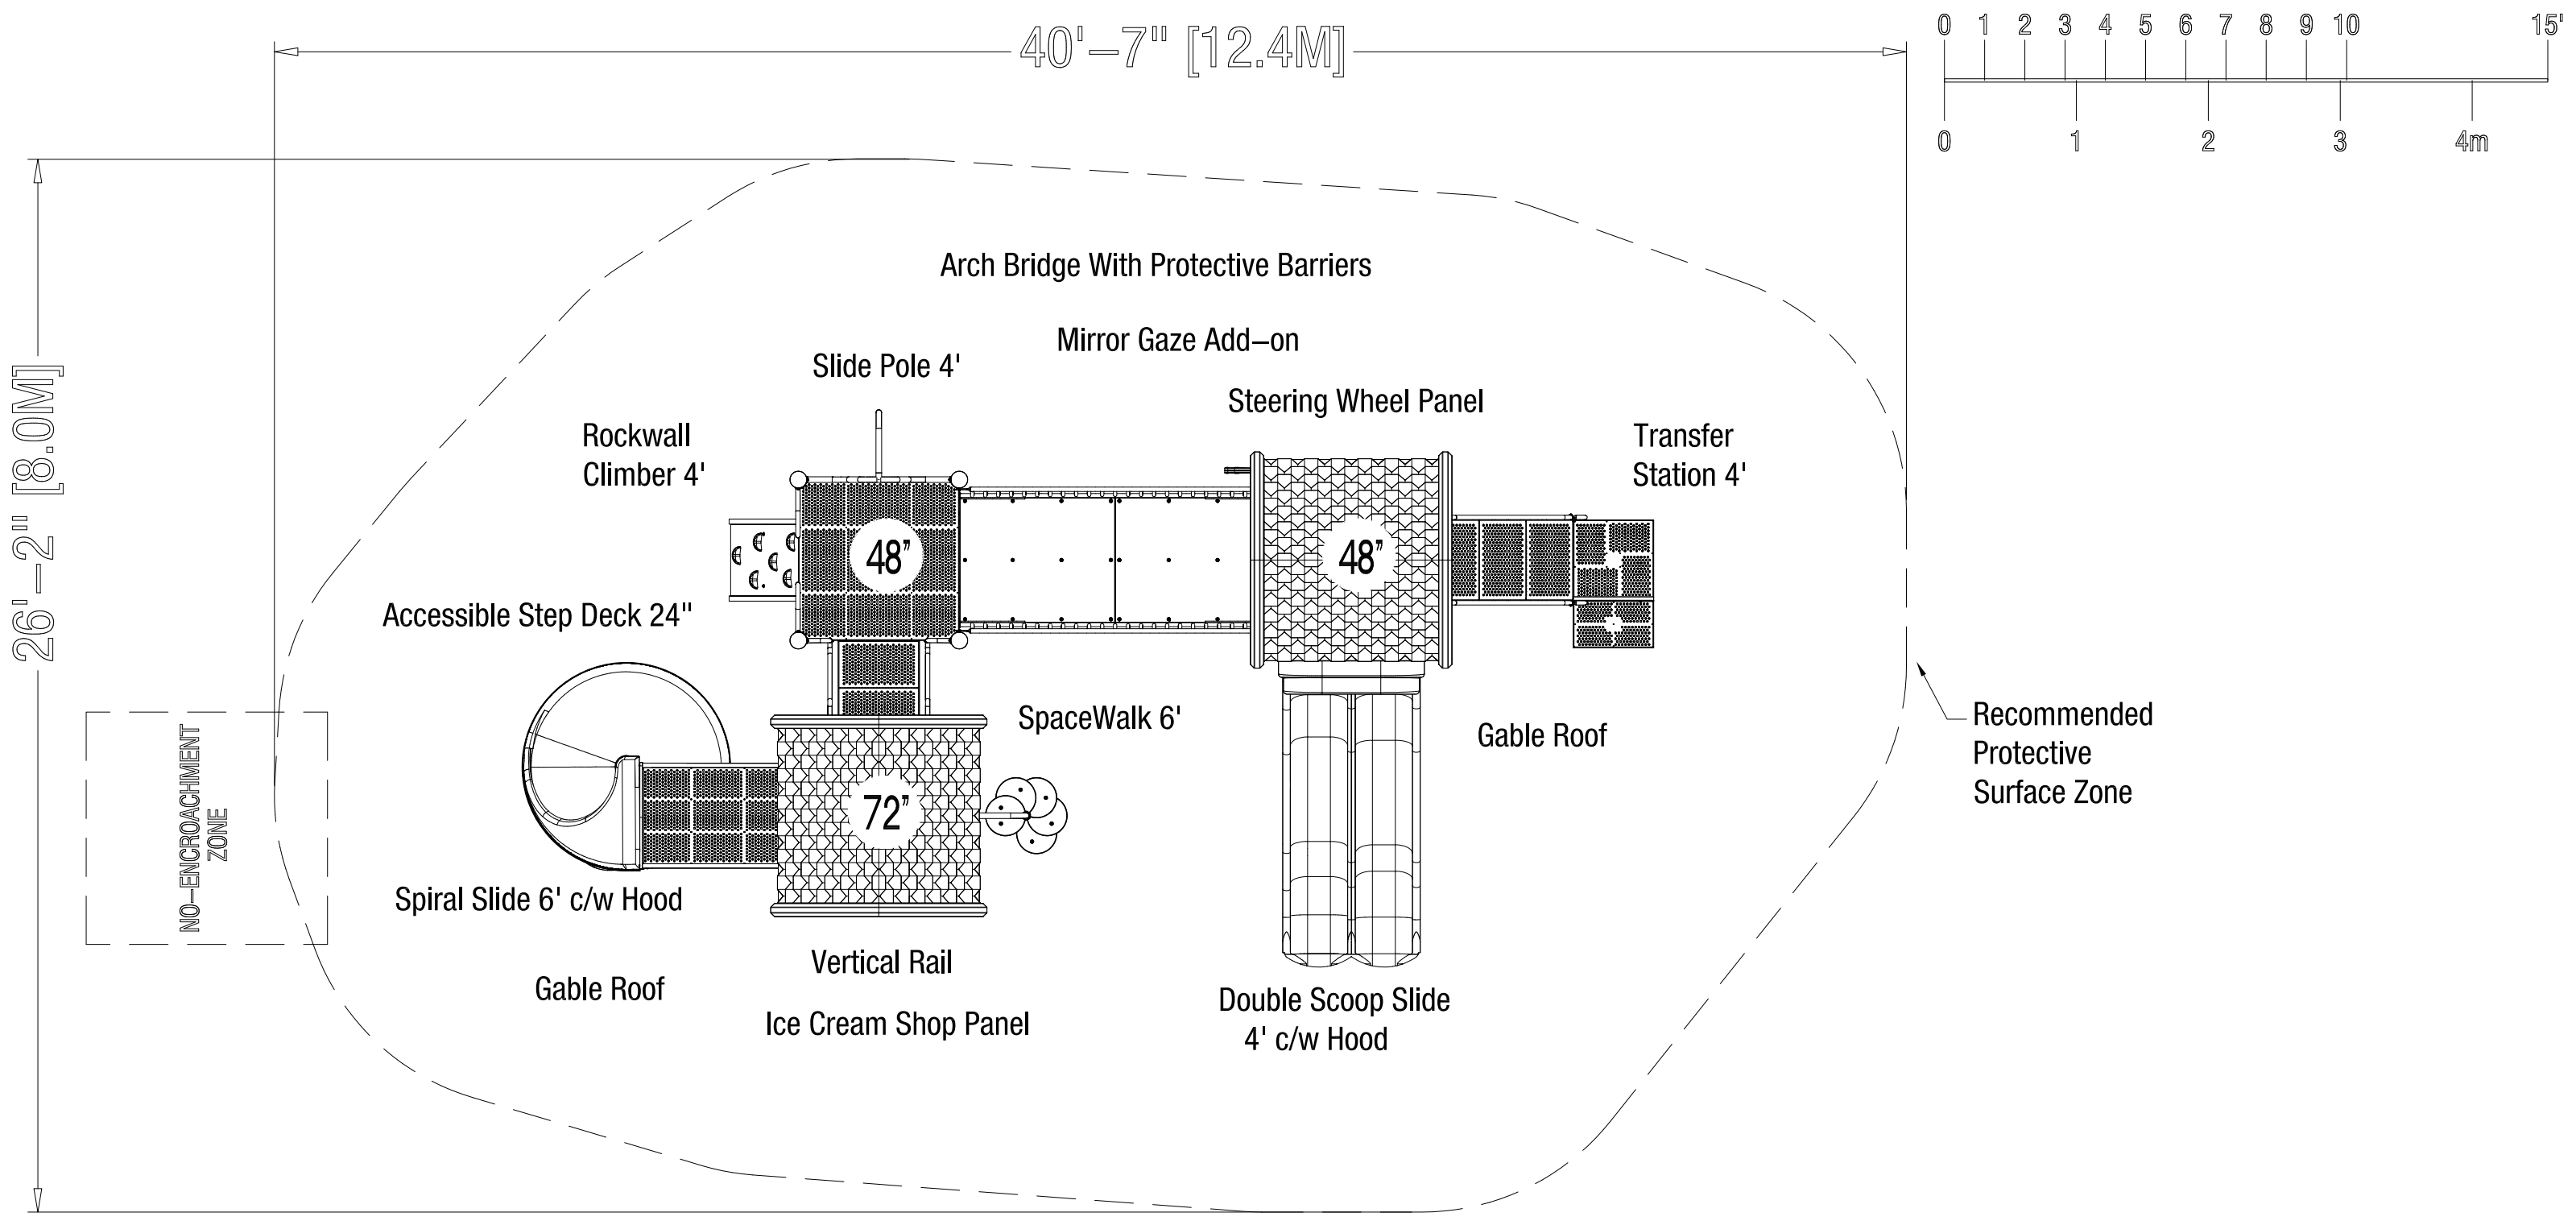 40'–7" [12.4M]
0 1 2 3 4 5 6 7 8 9 10 15'
0 1 2 3 4m
26'–2" [8.0M]
Arch Bridge With Protective Barriers
Mirror Gaze Add–on
Slide Pole 4'
Steering Wheel Panel
Rockwall
Climber 4'
Transfer
Station 4'
48"
48"
Accessible Step Deck 24"
SpaceWalk 6'
Gable Roof
Recommended
Protective
Surface Zone
NO–ENCROACHMENT
ZONE
72"
Spiral Slide 6' c/w Hood
Vertical Rail
Gable Roof
Ice Cream Shop Panel
Double Scoop Slide
4' c/w Hood